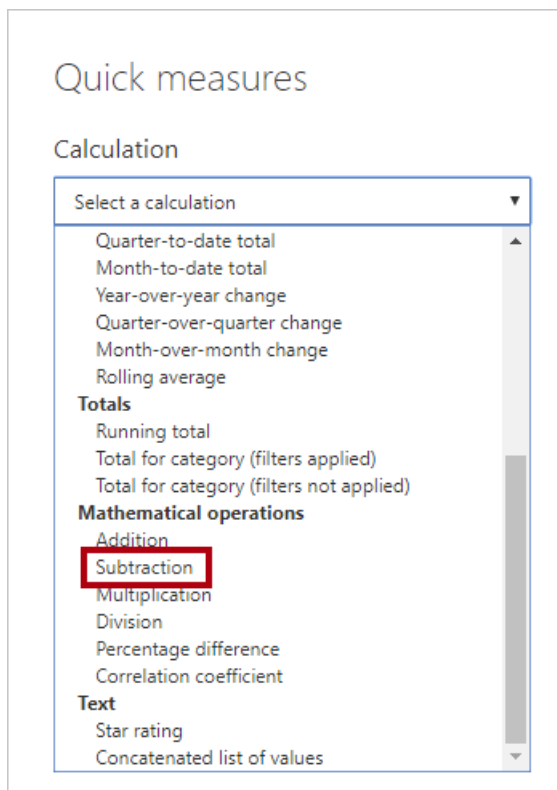 Quick measures
Calculation
Select a calculation
Quarter-to-date total
Month-to-date total
Year-over-year change
Quarter-over-quarter change
Month-over-month change
Rolling average
Totals
Running total
Total for category (filters applied)
Total for category (filters not applied)
Mathematical operations
Addition
Subtraction
Multiplication
Division
Percentage difference
Correlation coefficient
Text
Star rating
Concatenated list of values